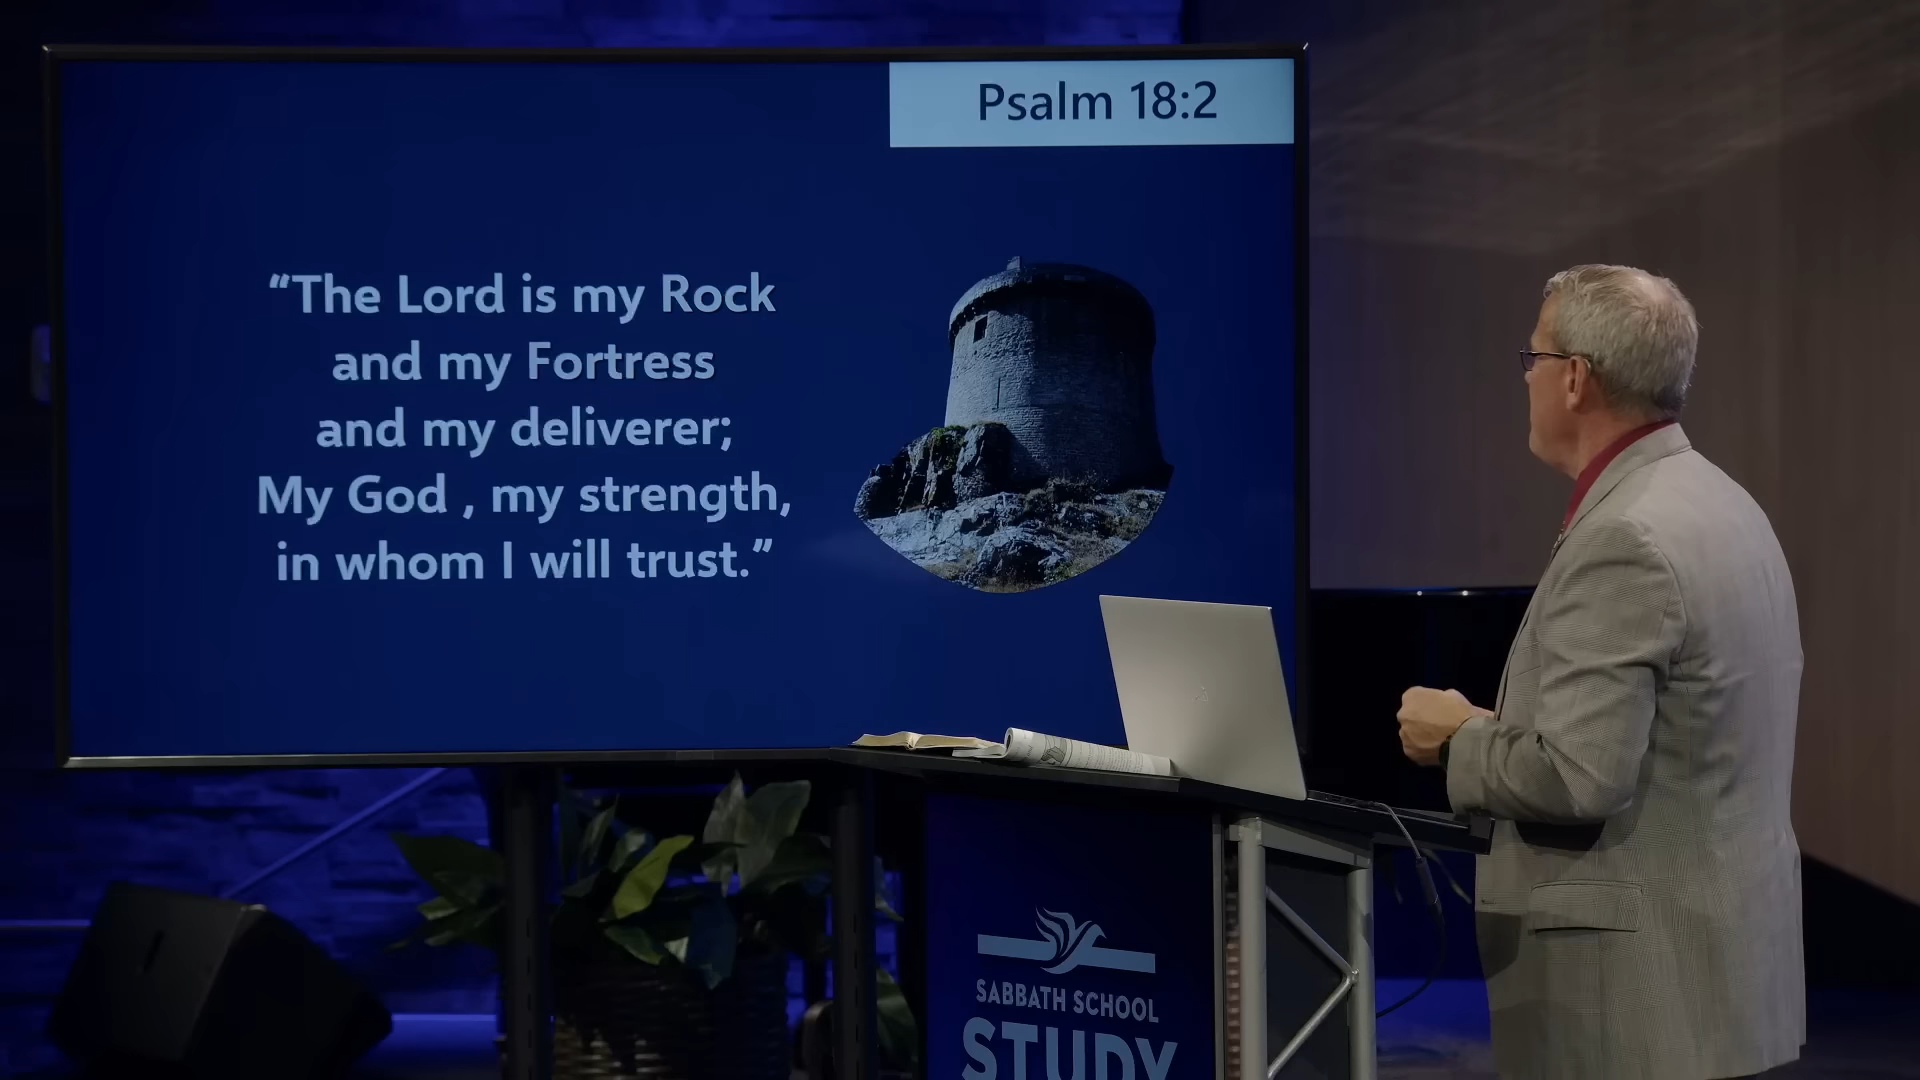 Psalm 18:2
“The Lord is my Rock
and my Fortress
and my deliverer;
My God , my strength,
in whom I will trust.”
SABBATH SCHOOL
STUDY